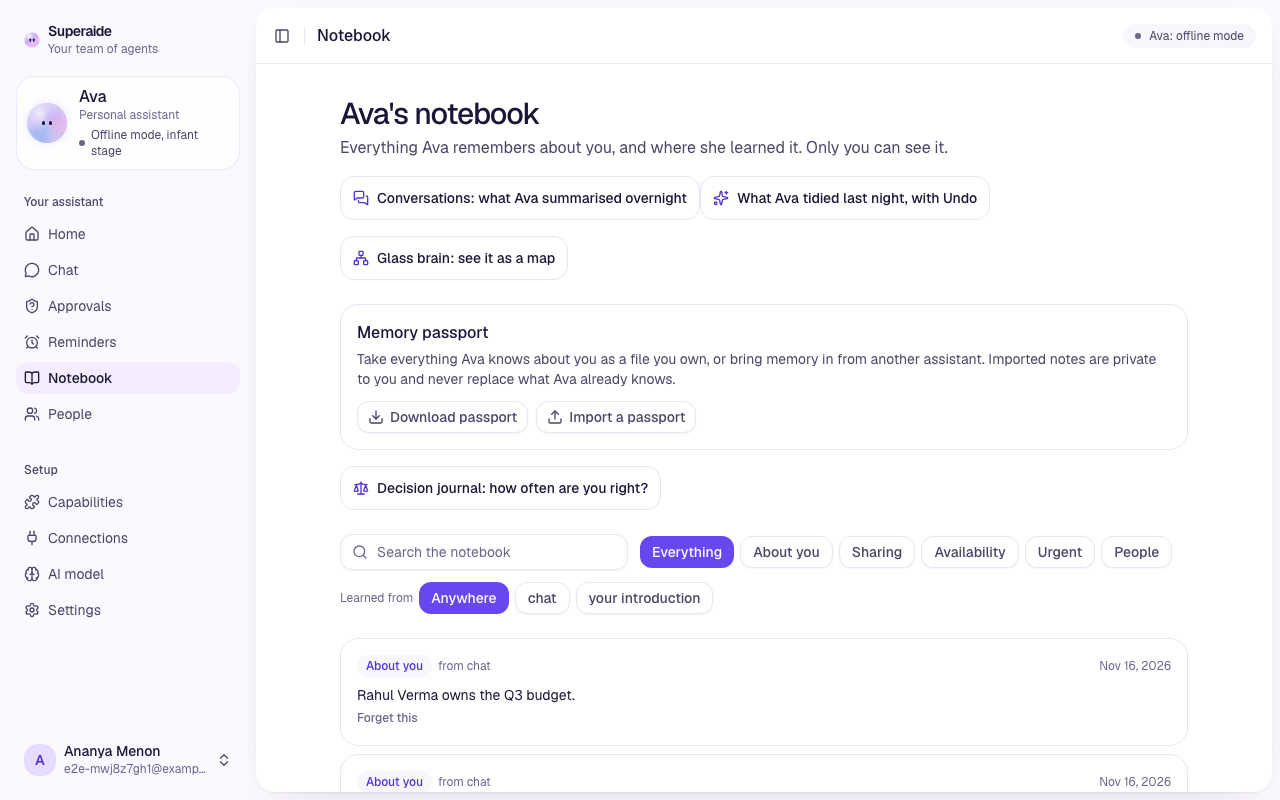 Superaide
Your team of agents
Ava
Personal assistant
Offline mode, infant
stage
Your assistant
Home
Chat
Approvals
Reminders
Notebook
People
Setup
Capabilities
Connections
AI model
Settings
A
Ananya Menon
e2e-mwj8z7gh1@examp...
Notebook
Ava: offline mode
Ava's notebook
Everything Ava remembers about you, and where she learned it. Only you can see it.
Conversations: what Ava summarised overnight
What Ava tidied last night, with Undo
Glass brain: see it as a map
Memory passport
Take everything Ava knows about you as a file you own, or bring memory in from another assistant. Imported notes are private
to you and never replace what Ava already knows.
Download passport
Import a passport
Decision journal: how often are you right?
Search the notebook
Everything
About you
Sharing
Availability
Urgent
People
Learned from
Anywhere
chat
your introduction
About you from chat
Nov 16, 2026
Rahul Verma owns the Q3 budget.
Forget this
About you from chat
Nov 16, 2026